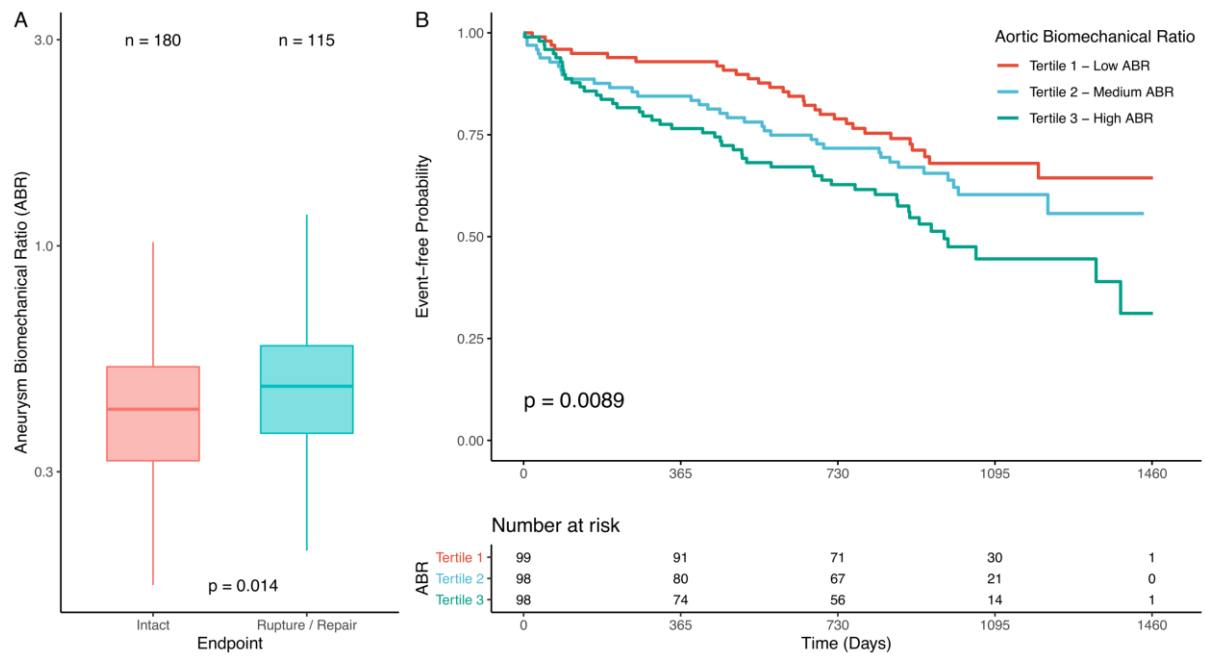 A
n = 180
n = 115
3.0
1.0
0.3
Aneurysm Biomechanical Ratio (ABR)
p = 0.014
Intact
Rupture / Repair
Endpoint
B
1.00
0.75
0.50
0.25
0.00
Event−free Probability
Aortic Biomechanical Ratio
Tertile 1 − Low ABR
Tertile 2 − Medium ABR
Tertile 3 − High ABR
p = 0.0089
0 365 730 1095 1460
Number at risk
ABR
Tertile 1 99 91 71 30 1
Tertile 2 98 80 67 21 0
Tertile 3 98 74 56 14 1
0 365 730 1095 1460
Time (Days)